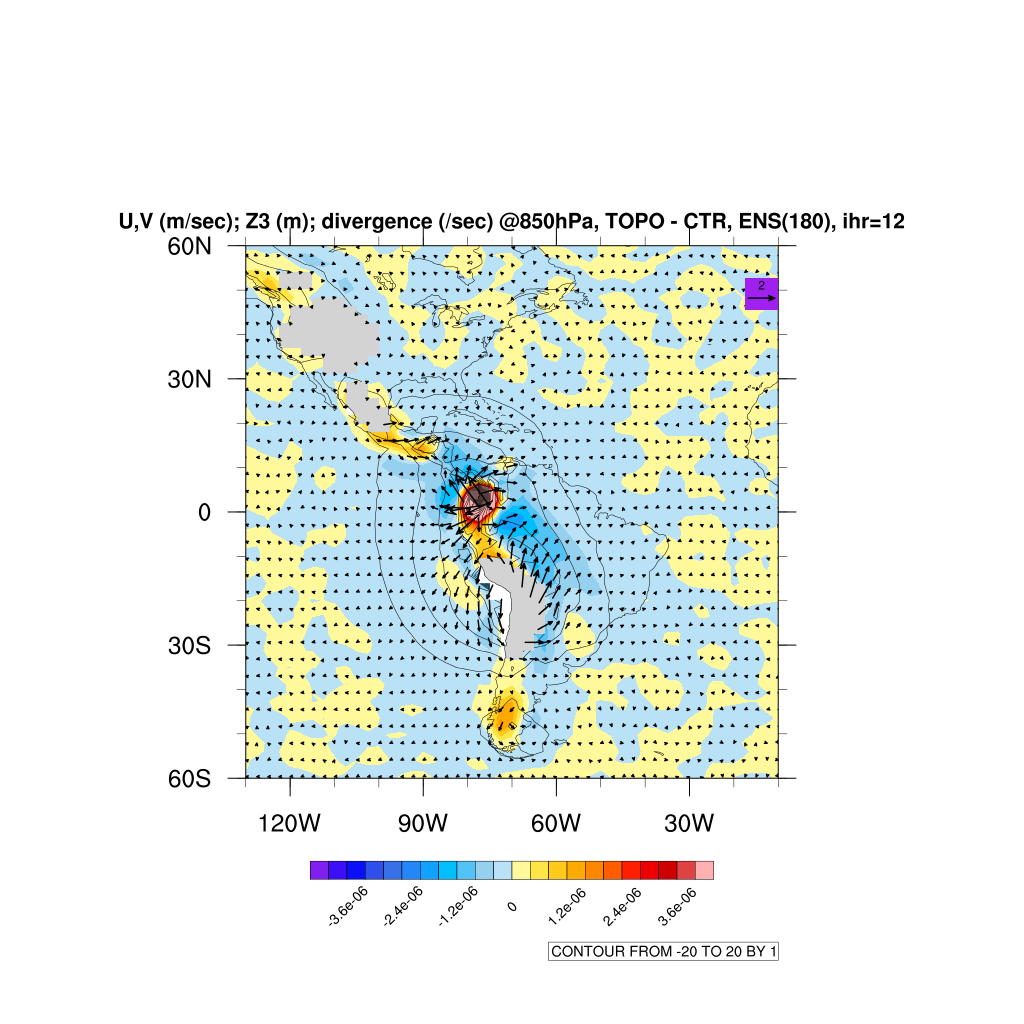 U,V (m/sec); Z3 (m); divergence (/sec) @850hPa, TOPO - CTR, ENS(180), ihr=12
60N
2
30N
0
30S
60S
120W 90W 60W 30W
-3.6e-06 -2.4e-06 -1.2e-06 0 1.2e-06 2.4e-06 3.6e-06
CONTOUR FROM -20 TO 20 BY 1